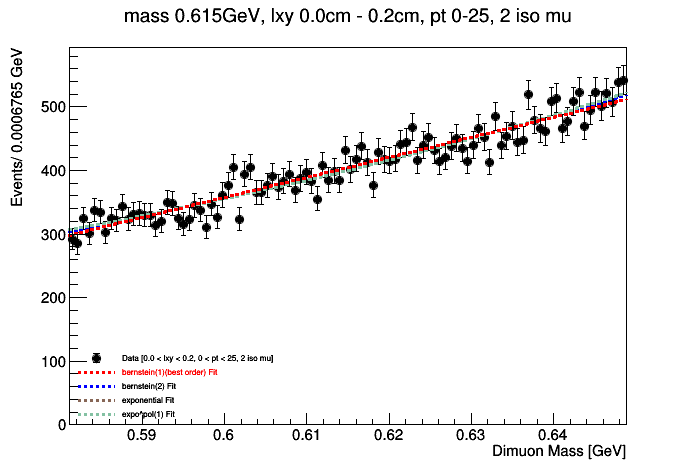 mass 0.615GeV, lxy 0.0cm - 0.2cm, pt 0-25, 2 iso mu
Events/ 0.0006765 GeV
500
400
300
200
100
0
Data [0.0 < lxy < 0.2, 0 < pt < 25, 2 iso mu]
bernstein(1)(best order) Fit
bernstein(2) Fit
exponential Fit
expo*pol(1) Fit
0.59 0.6 0.61 0.62 0.63 0.64
Dimuon Mass [GeV]